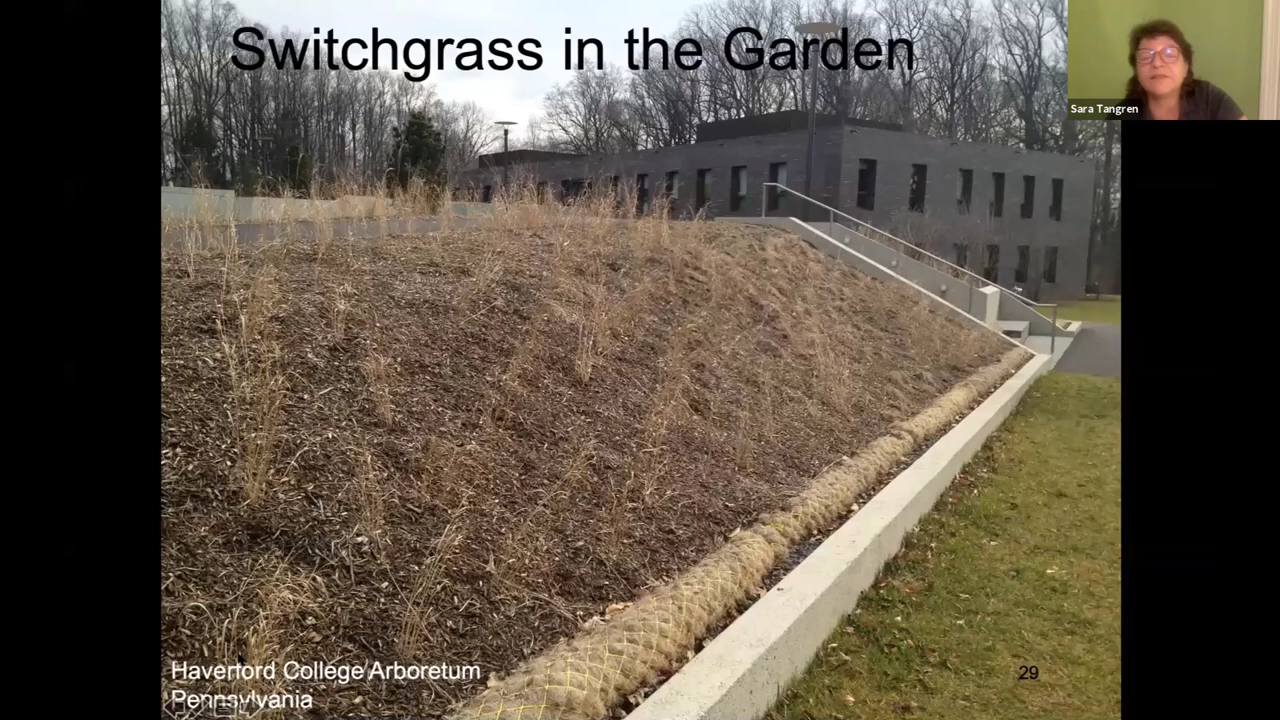 Switchgrass in the Garden
Sara Tangren
Haverford College Arboretum
Pennsylvania
29